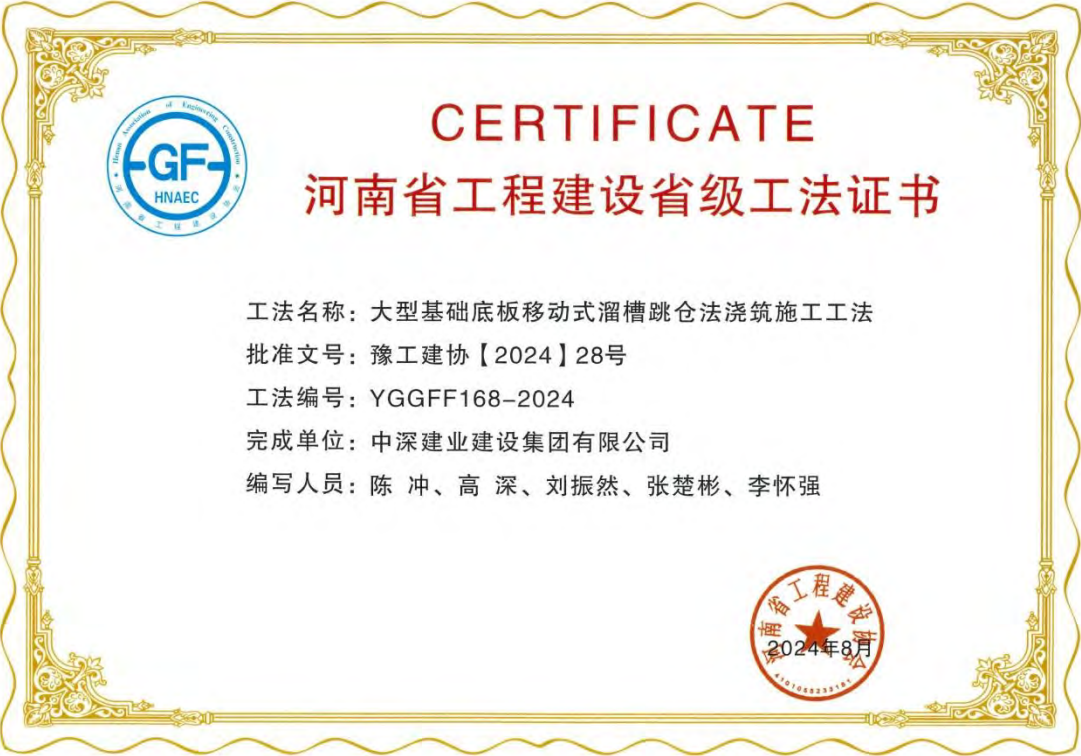 Henan Association of Engineering Construction
GF
HNAEC
CERTIFICATE
河南省工程建设省级工法证书
工法名称：大型基础底板移动式溜槽跳仓法浇筑施工工法
批准文号：豫工建协【2024】28号
工法编号：YGGFF168-2024
完成单位：中深建业建设集团有限公司
编写人员：陈 冲、高 深、刘振然、张楚彬、李怀强
河南省工程建设协会
2024年8月